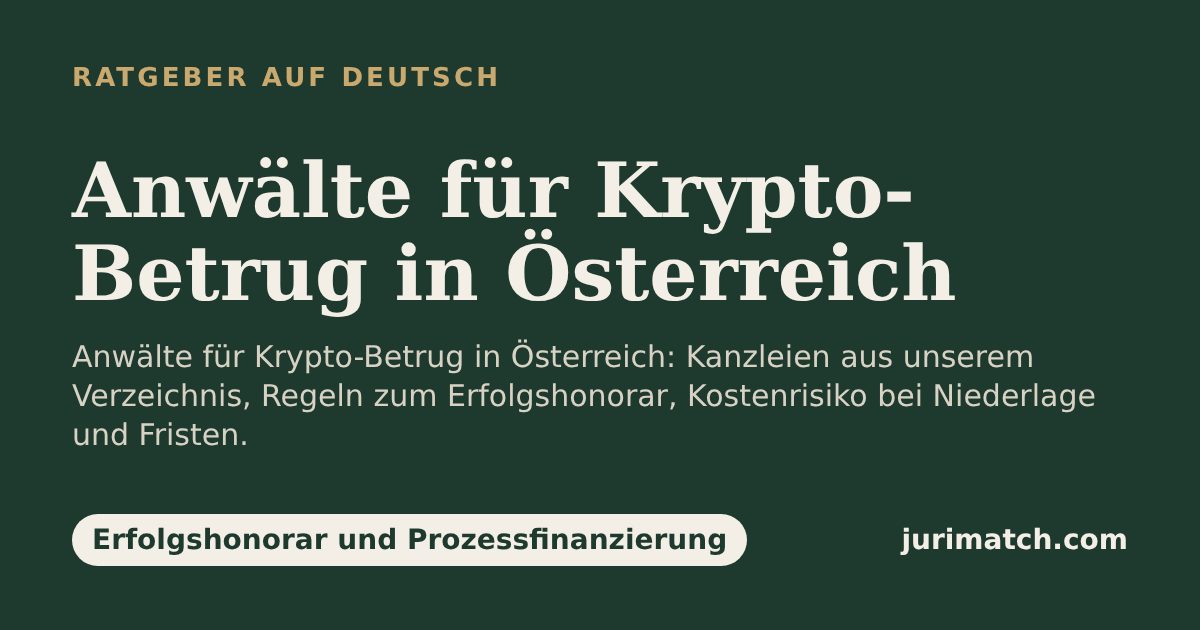 RATGEBER AUF DEUTSCH
Anwälte für Krypto-
Betrug in Österreich
Anwälte für Krypto-Betrug in Österreich: Kanzleien aus unserem
Verzeichnis, Regeln zum Erfolgshonorar, Kostenrisiko bei Niederlage
und Fristen.
Erfolgshonorar und Prozessfinanzierung
jurimatch.com